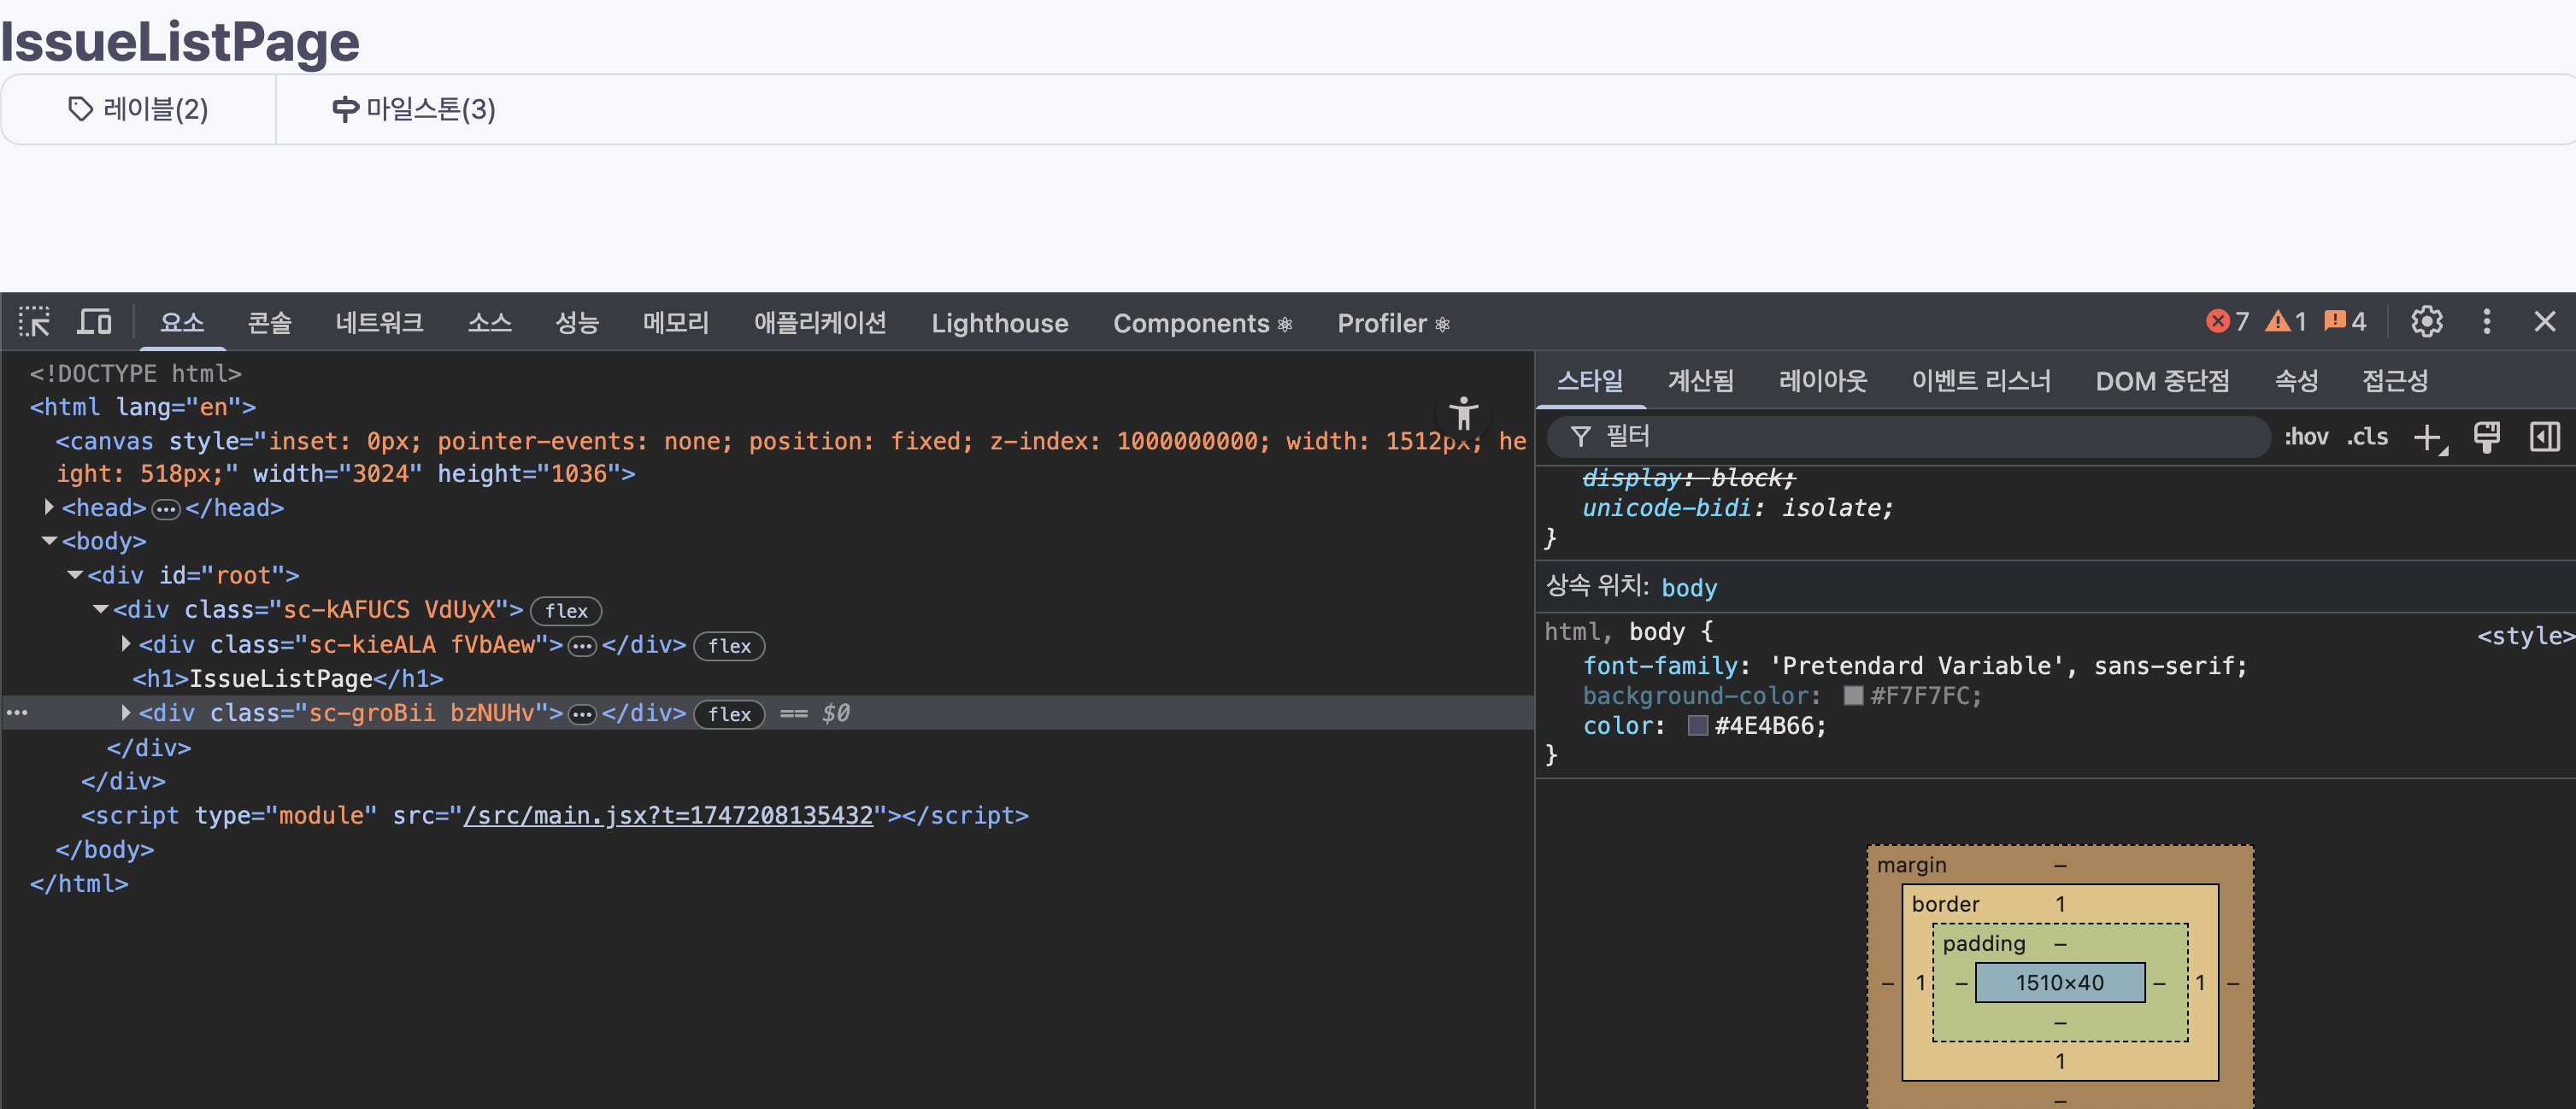 IssueListPage
레이블(2)
마일스톤(3)
요소 콘솔 네트워크 소스 성능 메모리 애플리케이션 Lighthouse Components ⚛ Profiler ⚛ 7 1 4
<!DOCTYPE html>
<html lang="en">
<canvas style="inset: 0px; pointer-events: none; position: fixed; z-index: 1000000000; width: 1512px; he
ight: 518px;" width="3024" height="1036">
<head>…</head>
<body>
<div id="root">
<div class="sc-kAFUCS VdUyX"> flex
<div class="sc-kieALA fVbAew">…</div> flex
<h1>IssueListPage</h1>
… <div class="sc-groBii bzNUHv">…</div> flex == $0
</div>
</div>
<script type="module" src="/src/main.jsx?t=1747208135432"></script>
</body>
</html>
스타일 계산됨 레이아웃 이벤트 리스너 DOM 중단점 속성 접근성
필터 :hov .cls
display: block;
unicode-bidi: isolate;
}
상속 위치: body
html, body { <style>
font-family: 'Pretendard Variable', sans-serif;
background-color: #F7F7FC;
color: #4E4B66;
}
margin –
border 1
padding –
– 1 – 1510×40 – 1 –
–
1
–